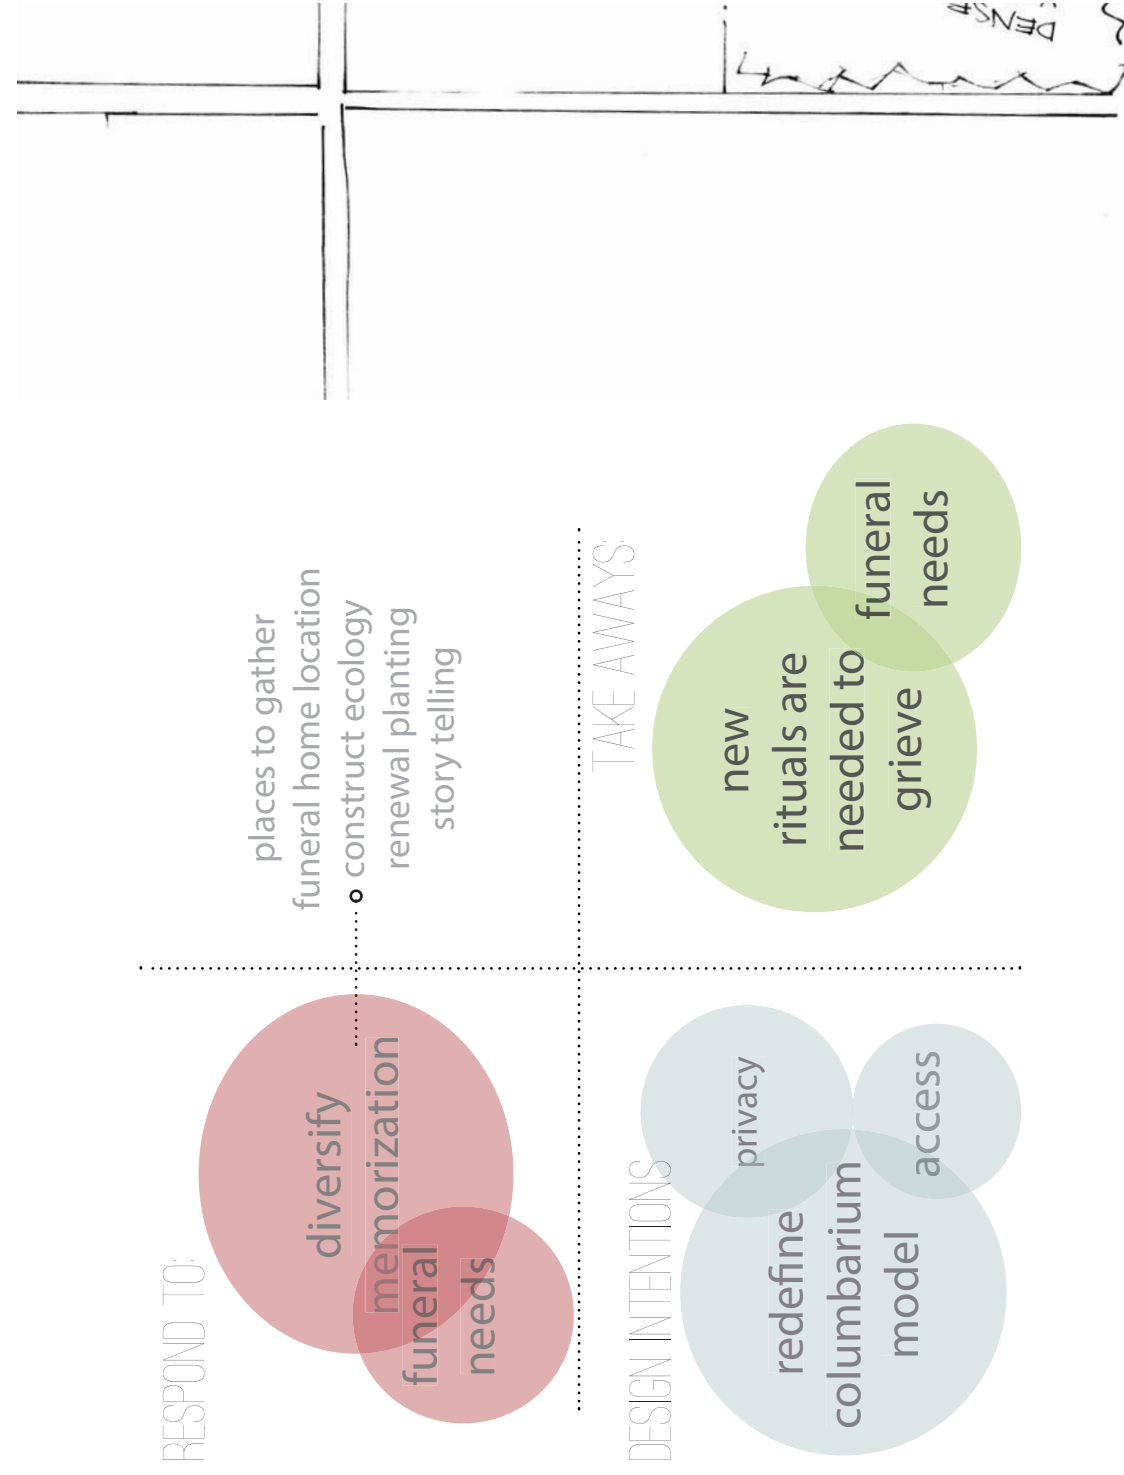 DENSE
RESPOND TO:
diversify
memorization
funeral
needs
places to gather
funeral home location
construct ecology
renewal planting
story telling
DESIGN INTENTIONS
privacy
access
redefine
columbarium
model
TAKE AWAYS:
new
rituals are
needed to
grieve
funeral
needs